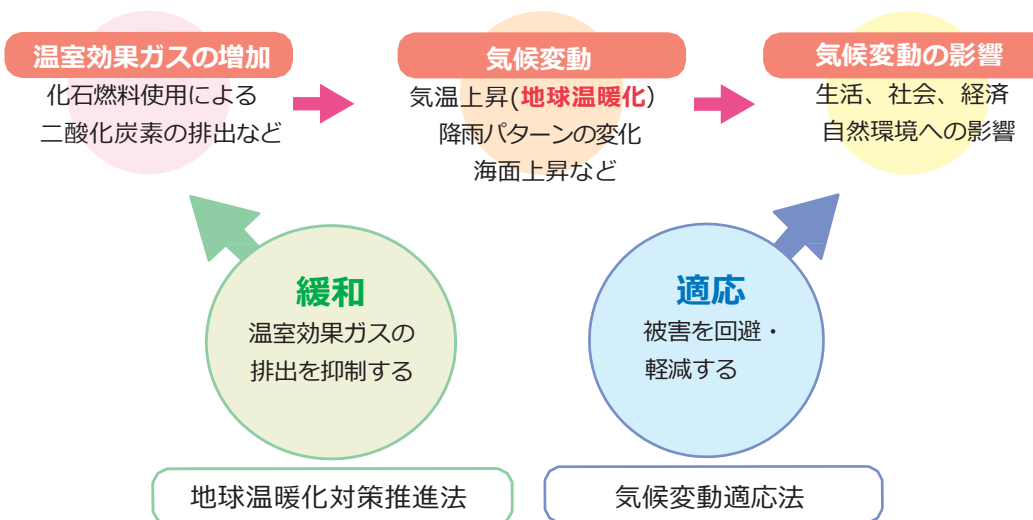 温室効果ガスの増加
化石燃料使用による
二酸化炭素の排出など
気候変動
気温上昇(地球温暖化)
降雨パターンの変化
海面上昇など
気候変動の影響
生活、社会、経済
自然環境への影響
緩和
温室効果ガスの
排出を抑制する
適応
被害を回避・
軽減する
地球温暖化対策推進法
気候変動適応法